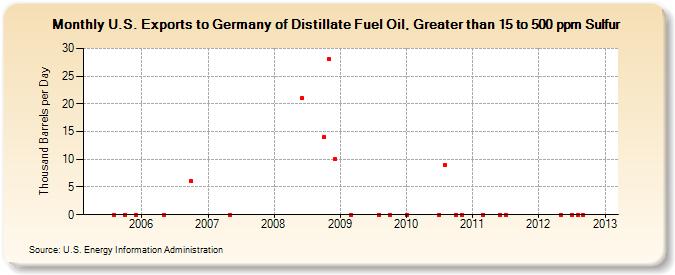 Monthly U.S. Exports to Germany of Distillate Fuel Oil, Greater than 15 to 500 ppm Sulfur
Thousand Barrels per Day
30
25
20
15
10
5
0
2006 2007 2008 2009 2010 2011 2012 2013
Source: U.S. Energy Information Administration